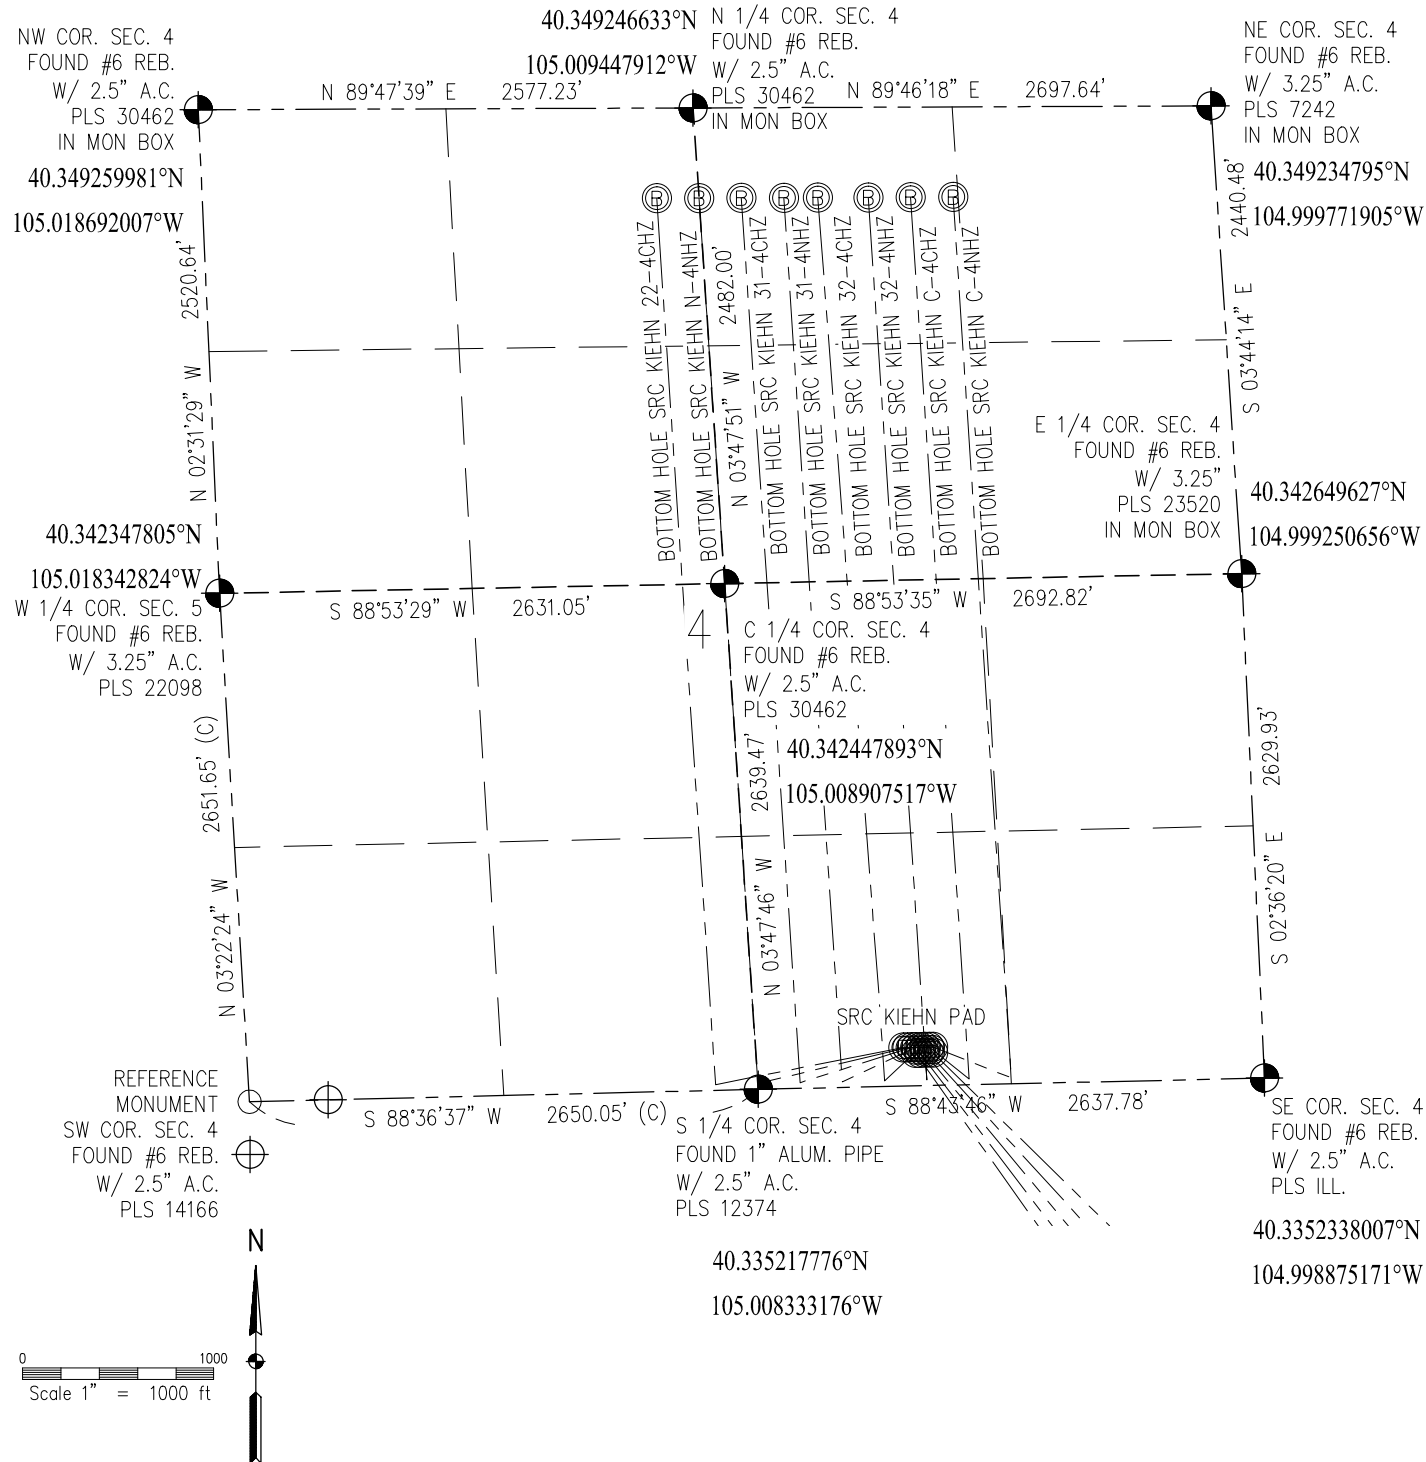 NW COR. SEC. 4
FOUND #6 REB.
W/ 2.5" A.C.
PLS 30462
IN MON BOX
40.349259981°N
105.018692007°W
40.349246633°N
105.009447912°W
N 1/4 COR. SEC. 4
FOUND #6 REB.
W/ 2.5" A.C.
PLS 30462
IN MON BOX
NE COR. SEC. 4
FOUND #6 REB.
W/ 3.25" A.C.
PLS 7242
IN MON BOX
40.349234795°N
104.999771905°W
N 89°47'39" E 2577.23'
N 89°46'18" E 2697.64'
B B B B B B B B
BOTTOM HOLE SRC KIEHN 22-4CHZ
BOTTOM HOLE SRC KIEHN N-4NHZ
N 03°47'51" W 2482.00'
BOTTOM HOLE SRC KIEHN 31-4CHZ
BOTTOM HOLE SRC KIEHN 31-4NHZ
BOTTOM HOLE SRC KIEHN 32-4CHZ
BOTTOM HOLE SRC KIEHN 32-4NHZ
BOTTOM HOLE SRC KIEHN C-4CHZ
BOTTOM HOLE SRC KIEHN C-4NHZ
N 02°31'29" W 2520.64'
S 03°44'14" E 2440.48'
E 1/4 COR. SEC. 4
FOUND #6 REB.
W/ 3.25"
PLS 23520
IN MON BOX
40.342649627°N
104.999250656°W
40.342347805°N
105.018342824°W
W 1/4 COR. SEC. 5
FOUND #6 REB.
W/ 3.25" A.C.
PLS 22098
S 88°53'29" W 2631.05'
S 88°53'35" W 2692.82'
4
C 1/4 COR. SEC. 4
FOUND #6 REB.
W/ 2.5" A.C.
PLS 30462
40.342447893°N
105.008907517°W
N 03°22'24" W 2651.65' (C)
N 03°47'46" W 2639.47'
S 02°36'20" E 2629.93'
SRC KIEHN PAD
REFERENCE
MONUMENT
SW COR. SEC. 4
FOUND #6 REB.
W/ 2.5" A.C.
PLS 14166
S 88°36'37" W 2650.05' (C)
S 88°43'46" W 2637.78'
S 1/4 COR. SEC. 4
FOUND 1" ALUM. PIPE
W/ 2.5" A.C.
PLS 12374
40.335217776°N
105.008333176°W
SE COR. SEC. 4
FOUND #6 REB.
W/ 2.5" A.C.
PLS ILL.
40.3352338007°N
104.998875171°W
N
0 1000
Scale 1" = 1000 ft